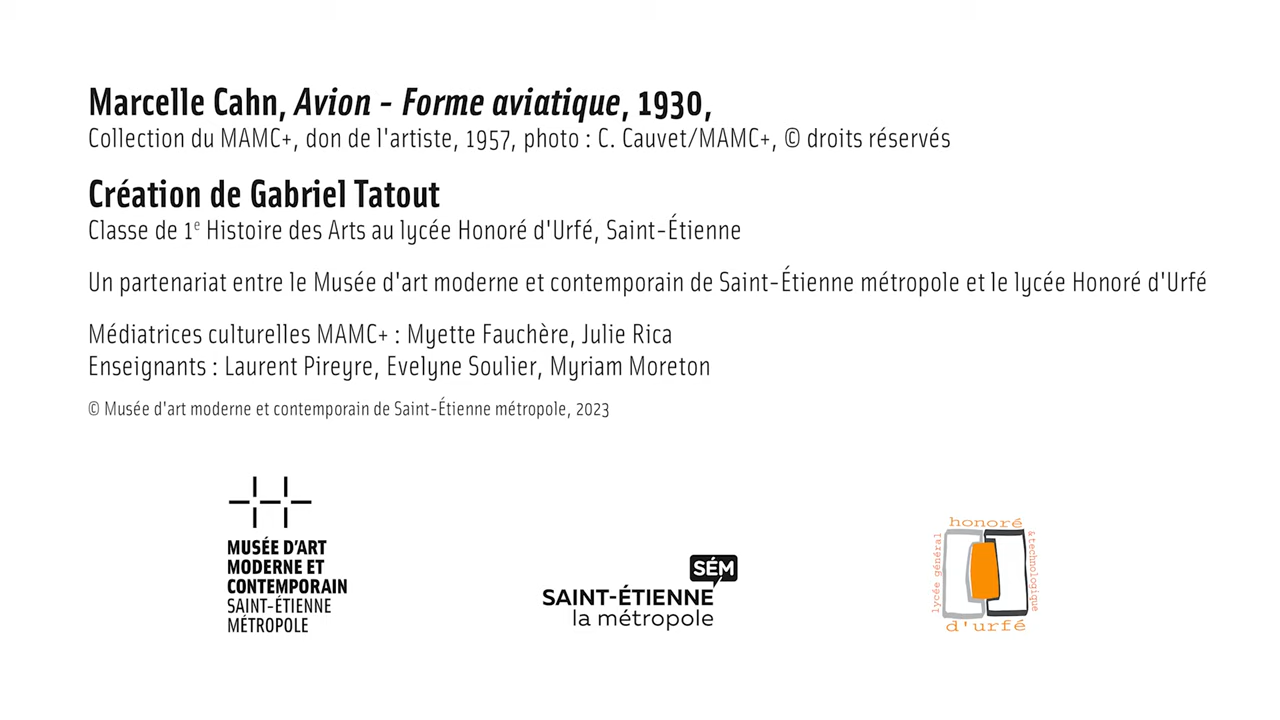 Marcelle Cahn, Avion - Forme aviatique, 1930,
Collection du MAMC+, don de l'artiste, 1957, photo : C. Cauvet/MAMC+, © droits réservés
Création de Gabriel Tatout
Classe de 1e Histoire des Arts au lycée Honoré d'Urfé, Saint-Étienne
Un partenariat entre le Musée d'art moderne et contemporain de Saint-Étienne métropole et le lycée Honoré d'Urfé
Médiatrices culturelles MAMC+ : Myette Fauchère, Julie Rica
Enseignants : Laurent Pireyre, Evelyne Soulier, Myriam Moreton
© Musée d'art moderne et contemporain de Saint-Étienne métropole, 2023
MUSÉE D'ART
MODERNE ET
CONTEMPORAIN
SAINT-ÉTIENNE
MÉTROPOLE
SÉM
SAINT-ÉTIENNE
la métropole
honoré
lycée général
&technologique
d'urfé